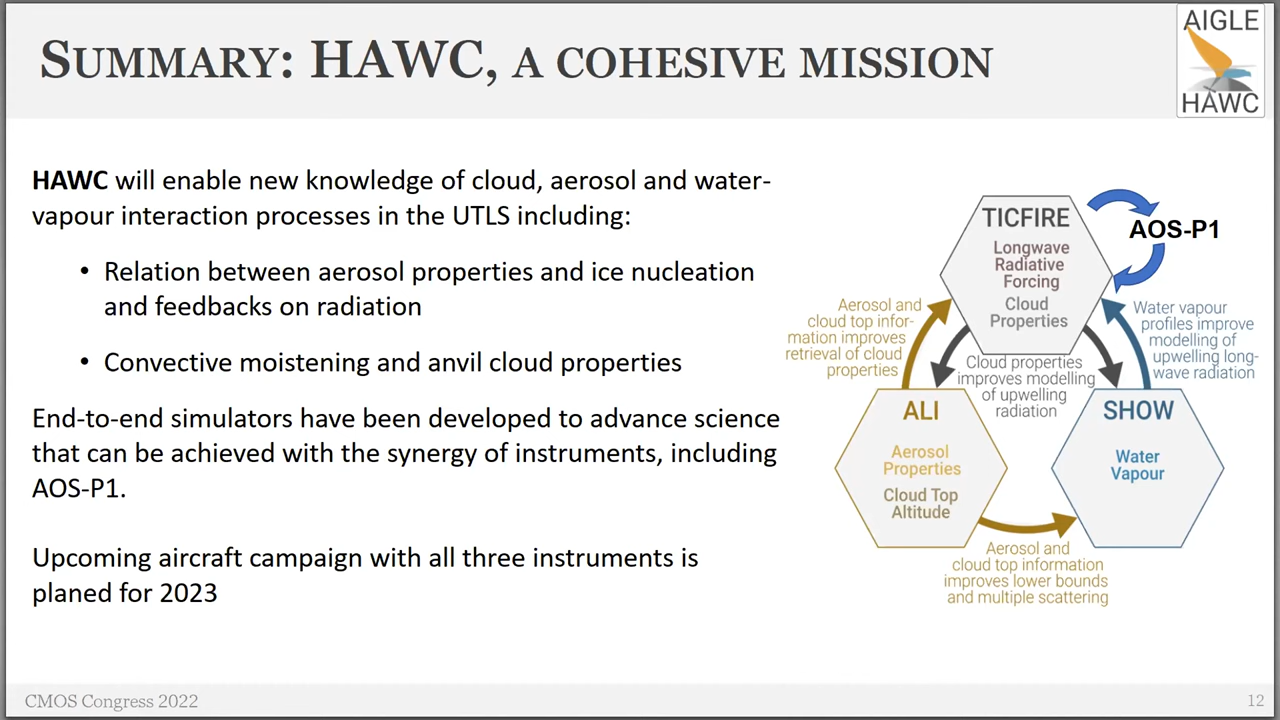 SUMMARY: HAWC, A COHESIVE MISSION
AIGLE
HAWC
HAWC will enable new knowledge of cloud, aerosol and water-
vapour interaction processes in the UTLS including:
• Relation between aerosol properties and ice nucleation
and feedbacks on radiation
• Convective moistening and anvil cloud properties
End-to-end simulators have been developed to advance science
that can be achieved with the synergy of instruments, including
AOS-P1.
Upcoming aircraft campaign with all three instruments is
planed for 2023
TICFIRE
Longwave
Radiative
Forcing
Cloud
Properties
AOS-P1
Aerosol and
cloud top infor-
mation improves
retrieval of cloud
properties
Cloud properties
improves modelling
of upwelling
radiation
Water vapour
profiles improve
modelling of
upwelling long-
wave radiation
ALI
Aerosol
Properties
Cloud Top
Altitude
SHOW
Water
Vapour
Aerosol and
cloud top information
improves lower bounds
and multiple scattering
CMOS Congress 2022
12